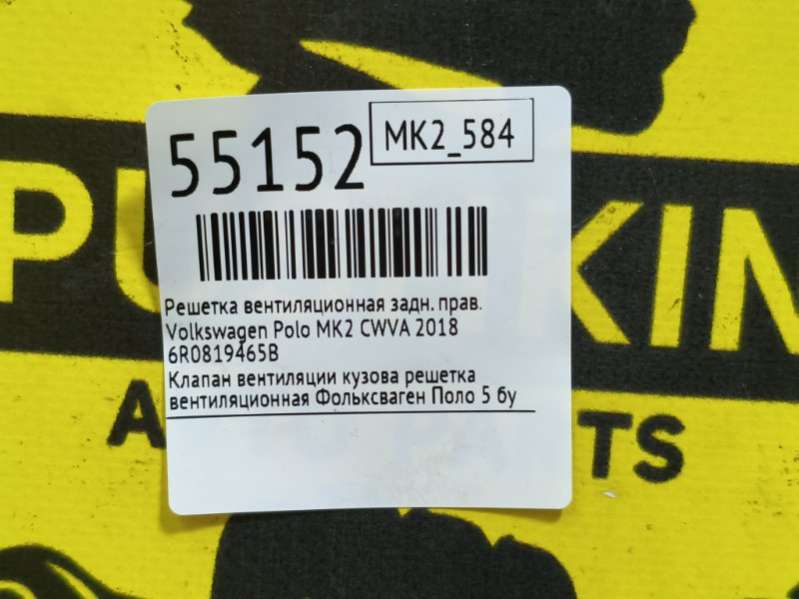 55152
MK2_584
Решетка вентиляционная задн. прав.
Volkswagen Polo MK2 CWVA 2018
6R0819465B
Клапан вентиляции кузова решетка
вентиляционная Фольксваген Поло 5 бу